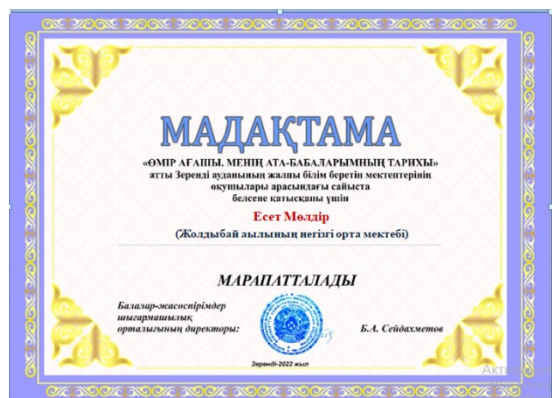 МАДАҚТАМА
«ӨМІР АҒАШЫ. МЕНІҢ АТА-БАБАЛАРЫМНЫҢ ТАРИХЫ»
атты Зеренді ауданының жалпы білім беретін мектептерінің
оқушылары арасындағы сайыста
белсене қатысқаны үшін
Есет Мөлдір
(Жолдыбай аылының негізгі орта мектебі)
МАРАПАТТАЛАДЫ
Балалар-жасөспірімдер
шығармашылық
орталығының директоры:
Б.А. Сейдахметов
Зеренді-2022 жыл